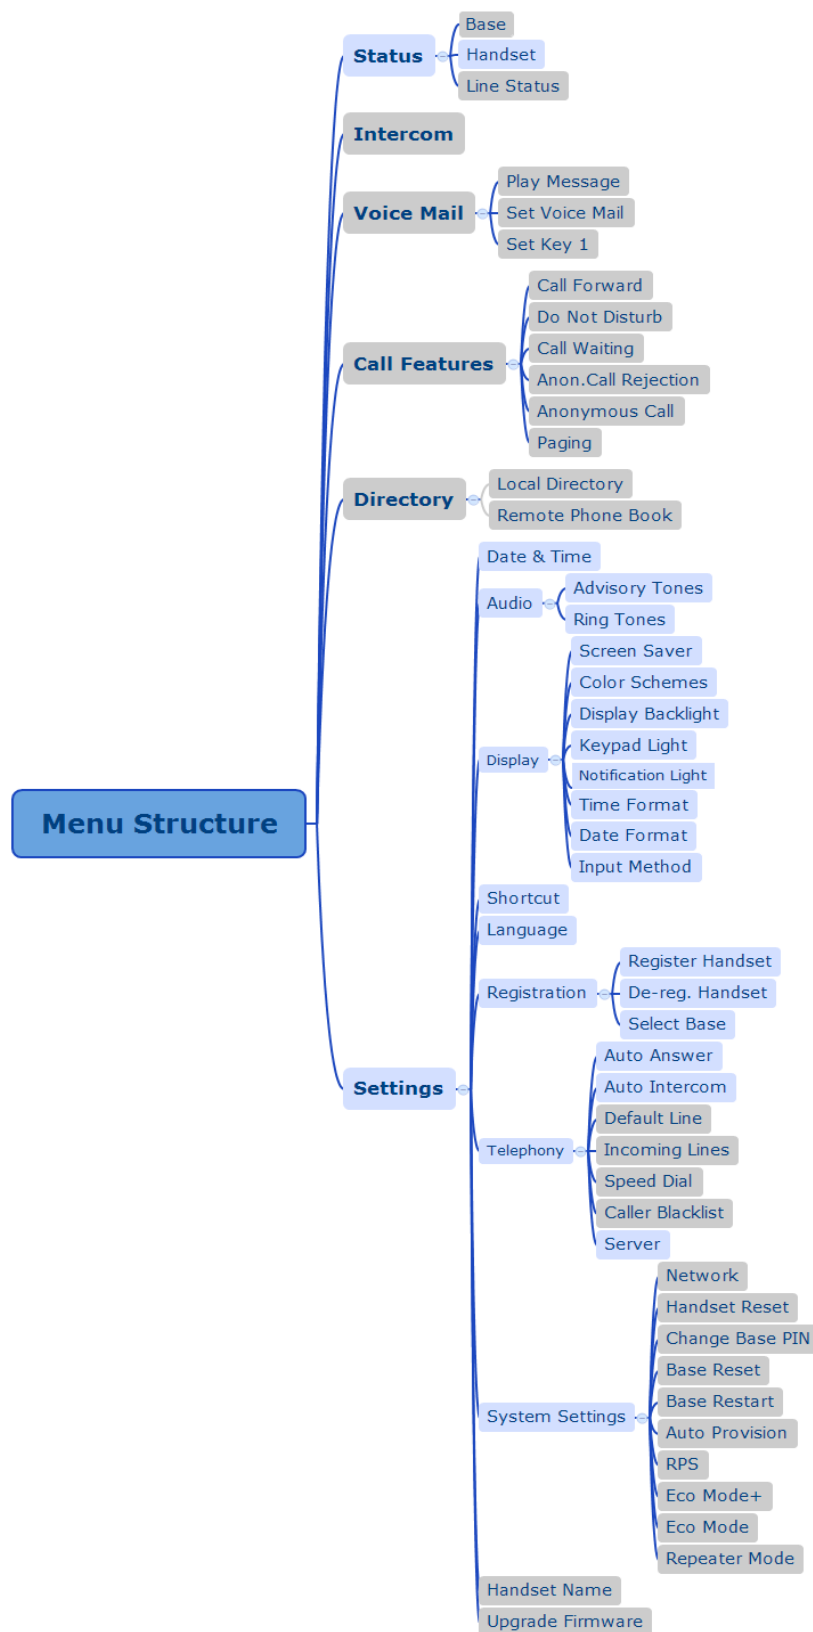 Menu Structure
Status
Base
Handset
Line Status
Intercom
Voice Mail
Play Message
Set Voice Mail
Set Key 1
Call Features
Call Forward
Do Not Disturb
Call Waiting
Anon.Call Rejection
Anonymous Call
Paging
Directory
Local Directory
Remote Phone Book
Settings
Date & Time
Audio
Advisory Tones
Ring Tones
Display
Screen Saver
Color Schemes
Display Backlight
Keypad Light
Notification Light
Time Format
Date Format
Input Method
Shortcut
Language
Registration
Register Handset
De-reg. Handset
Select Base
Telephony
Auto Answer
Auto Intercom
Default Line
Incoming Lines
Speed Dial
Caller Blacklist
Server
System Settings
Network
Handset Reset
Change Base PIN
Base Reset
Base Restart
Auto Provision
RPS
Eco Mode+
Eco Mode
Repeater Mode
Handset Name
Upgrade Firmware